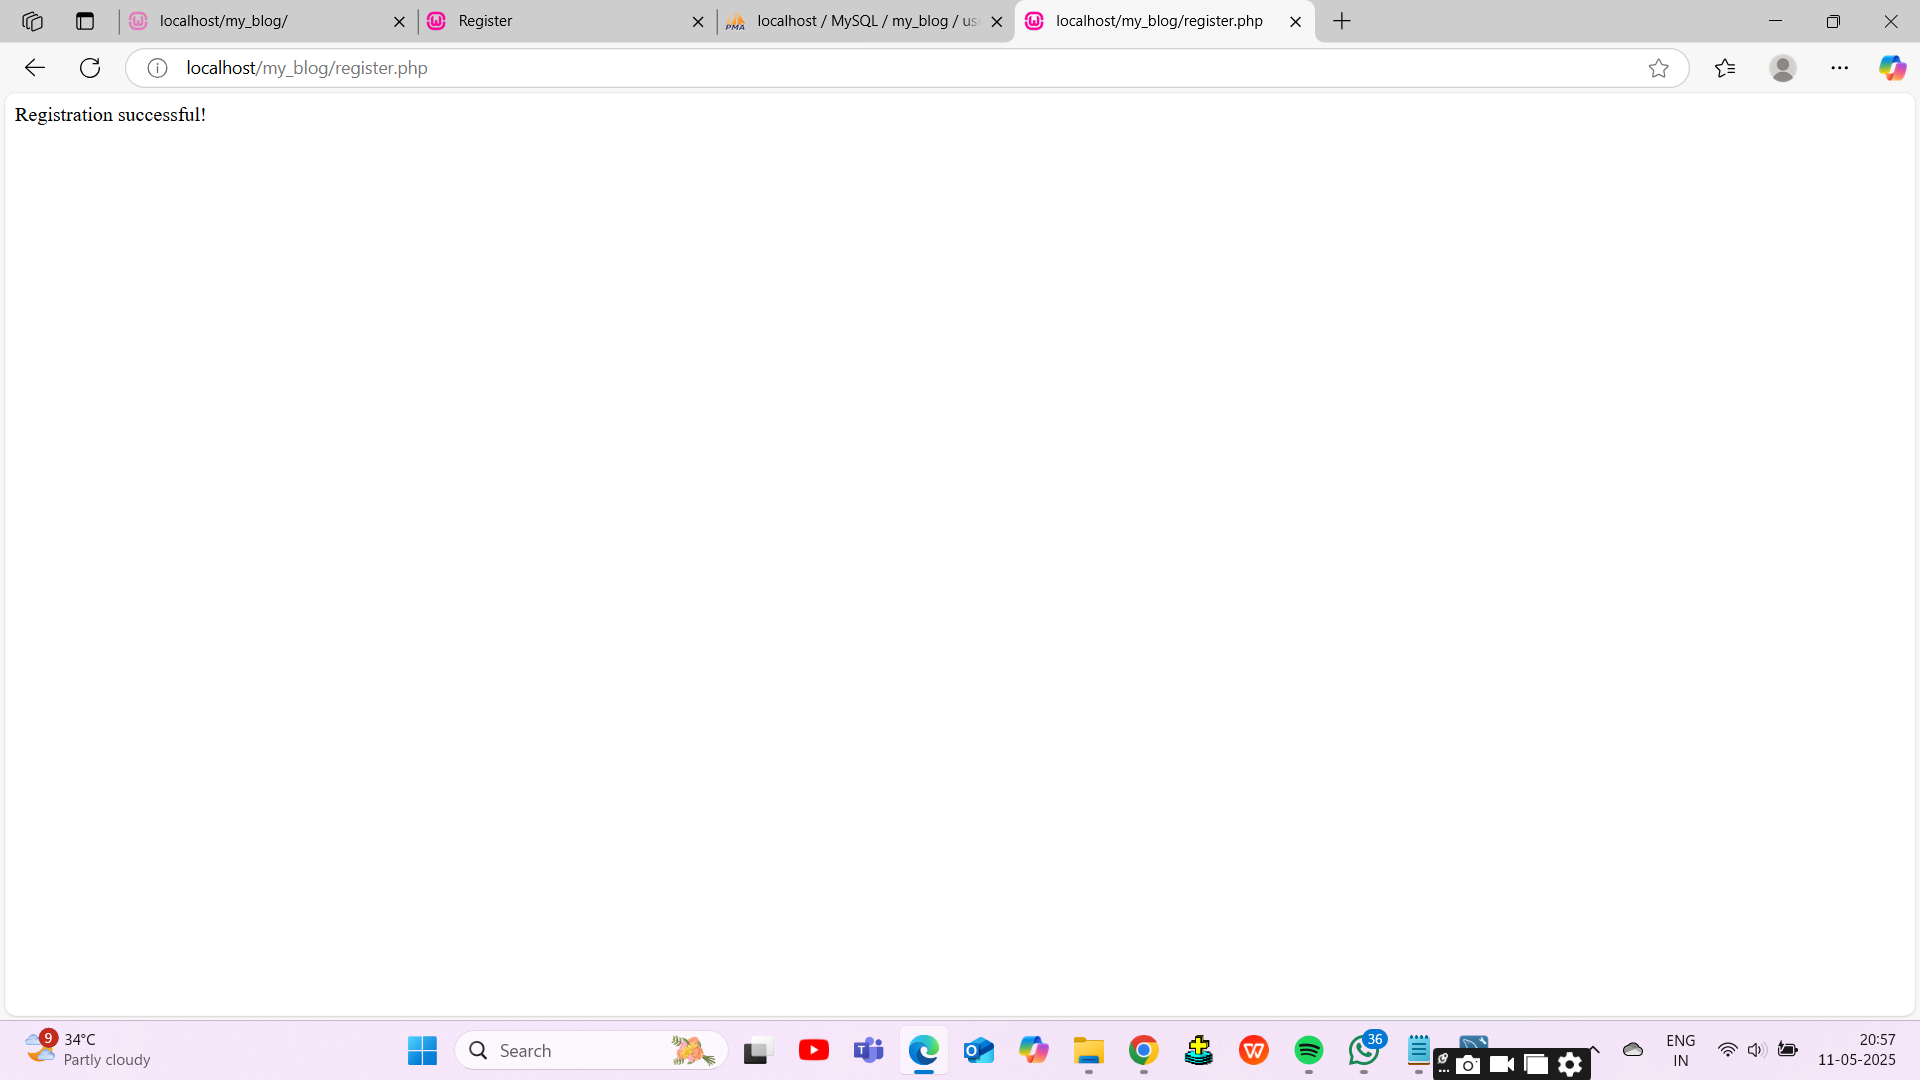 localhost/my_blog/
Register
localhost / MySQL / my_blog / us
localhost/my_blog/register.php
localhost/my_blog/register.php
Registration successful!
9
34°C
Partly cloudy
Search
36
ENG
IN
20:57
11-05-2025